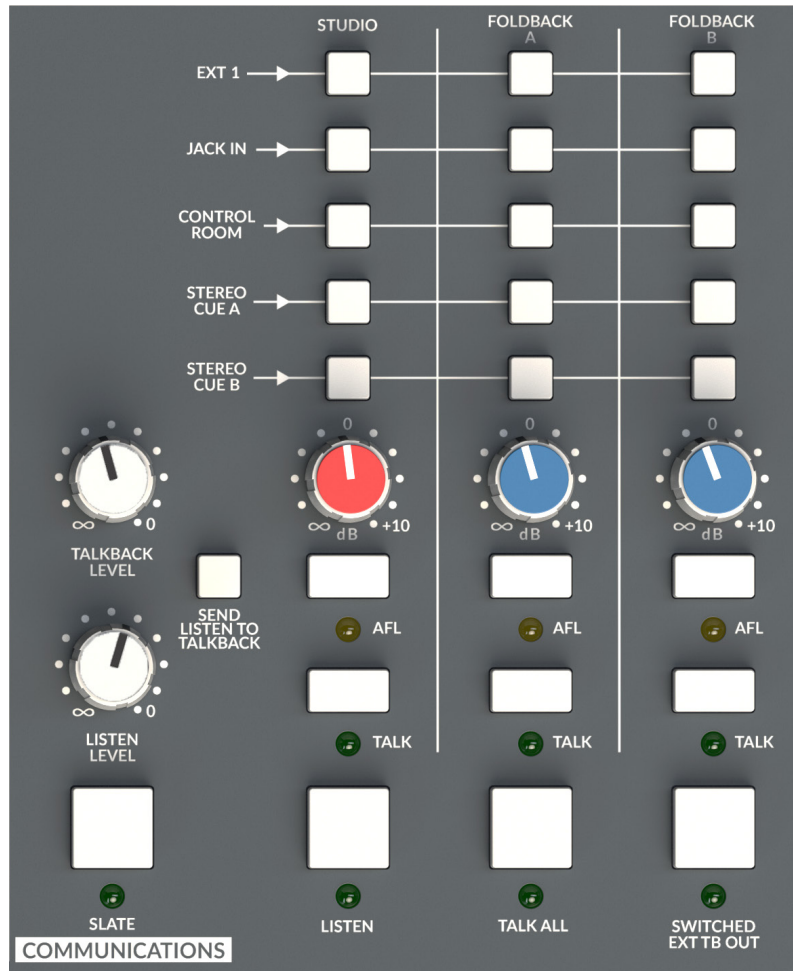 STUDIO
FOLDBACK
A
FOLDBACK
B
EXT 1
JACK IN
CONTROL
ROOM
STEREO
CUE A
STEREO
CUE B
0
0
0
∞ 0
∞ +10
dB
∞ +10
dB
∞ +10
dB
TALKBACK
LEVEL
SEND
LISTEN TO
TALKBACK
AFL
AFL
AFL
∞ 0
LISTEN
LEVEL
TALK
TALK
TALK
SLATE
LISTEN
TALK ALL
SWITCHED
EXT TB OUT
COMMUNICATIONS